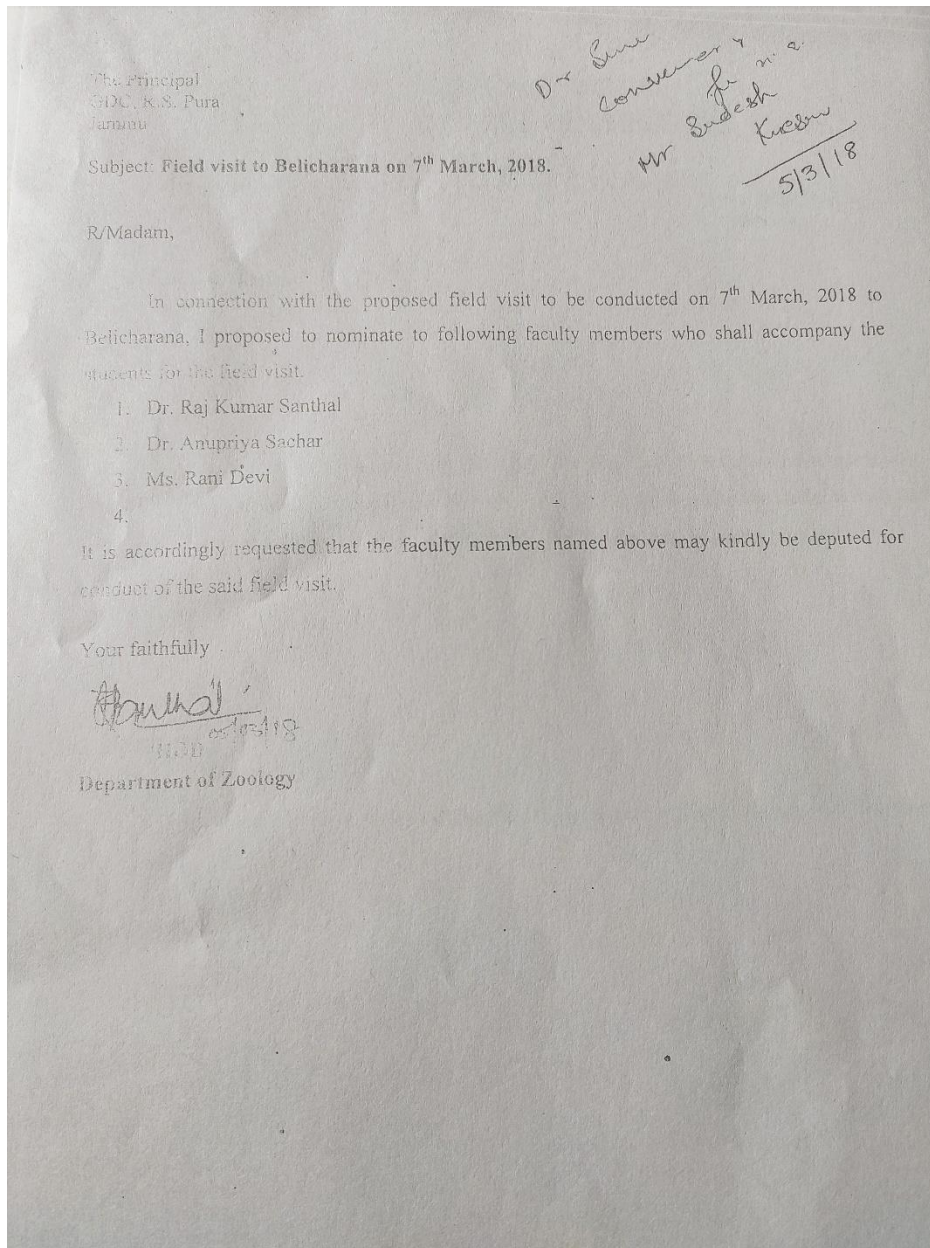 Dr
Convener
Mr Sudesh
5/3/18
The Principal
GDC, R.S. Pura
Jammu
Subject: Field visit to Belicharana on 7th March, 2018.
R/Madam,
In connection with the proposed field visit to be conducted on 7th March, 2018 to
Belicharana, I proposed to nominate to following faculty members who shall accompany the
students for the field visit.
1. Dr. Raj Kumar Santhal
2. Dr. Anupriya Sachar
3. Ms. Rani Devi
4.
It is accordingly requested that the faculty members named above may kindly be deputed for
conduct of the said field visit.
Your faithfully
05/03/18
HOD
Department of Zoology